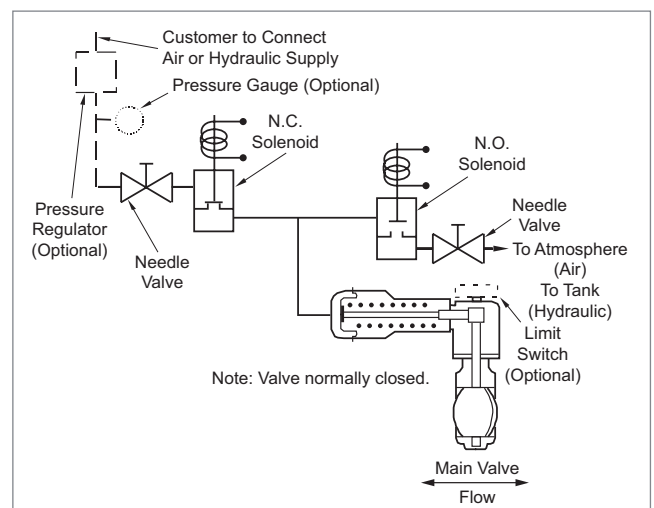 Customer to Connect
Air or Hydraulic Supply
Pressure Gauge (Optional)
N.C.
Solenoid
N.O.
Solenoid
Pressure
Regulator
(Optional)
Needle
Valve
Needle
Valve
To Atmosphere
(Air)
To Tank
(Hydraulic)
Limit
Switch
(Optional)
Note: Valve normally closed.
Main Valve
Flow